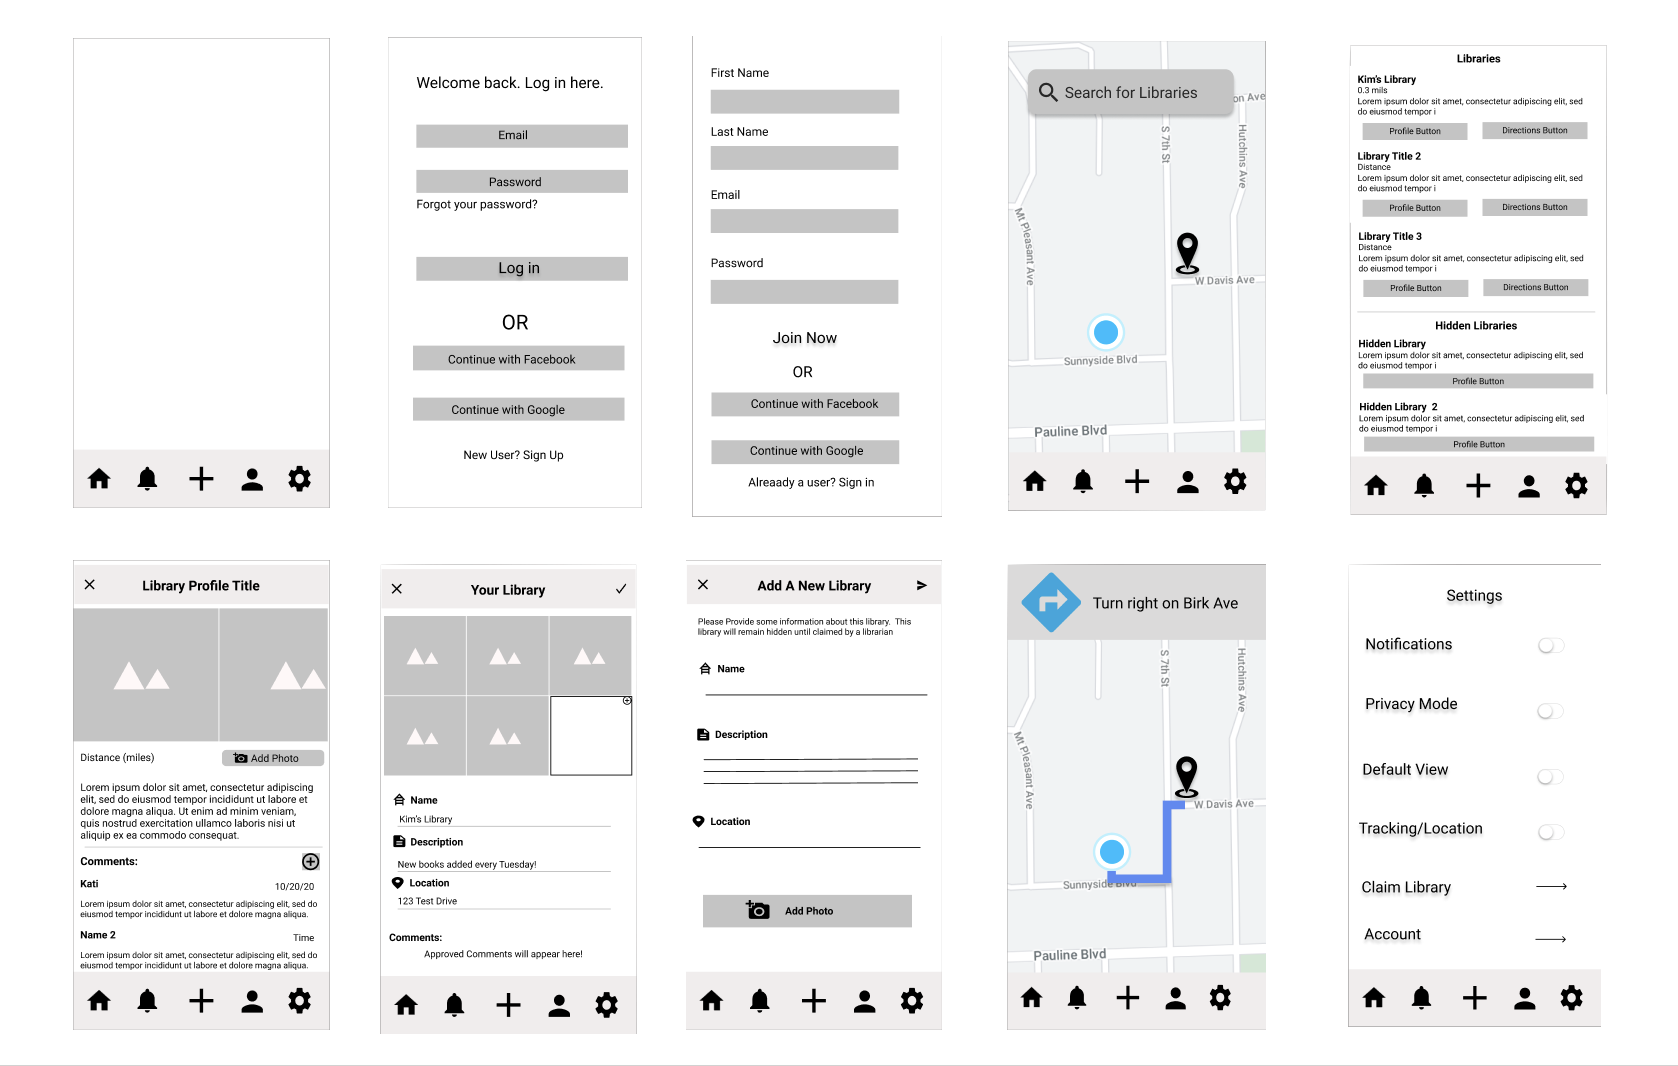 Welcome back. Log in here.
Email
Password
Forgot your password?
Log in
OR
Continue with Facebook
Continue with Google
New User? Sign Up
First Name
Last Name
Email
Password
Join Now
OR
Continue with Facebook
Continue with Google
Alreaady a user? Sign in
Search for Libraries
on Ave
S 7th St
Hutchins Ave
Mt Pleasant Ave
W Davis Ave
Sunnyside Blvd
Pauline Blvd
Libraries
Kim's Library
0.3 mils
Lorem ipsum dolor sit amet, consectetur adipiscing elit, sed
do eiusmod tempor i
Profile Button
Directions Button
Library Title 2
Distance
Lorem ipsum dolor sit amet, consectetur adipiscing elit, sed
do eiusmod tempor i
Profile Button
Directions Button
Library Title 3
Distance
Lorem ipsum dolor sit amet, consectetur adipiscing elit, sed
do eiusmod tempor i
Profile Button
Directions Button
Hidden Libraries
Hidden Library
Lorem ipsum dolor sit amet, consectetur adipiscing elit, sed
do eiusmod tempor i
Profile Button
Hidden Library 2
Lorem ipsum dolor sit amet, consectetur adipiscing elit, sed
do eiusmod tempor i
Profile Button
Library Profile Title
Distance (miles)
Add Photo
Lorem ipsum dolor sit amet, consectetur adipiscing
elit, sed do eiusmod tempor incididunt ut labore et
dolore magna aliqua. Ut enim ad minim veniam,
quis nostrud exercitation ullamco laboris nisi ut
aliquip ex ea commodo consequat.
Comments:
Kati
10/20/20
Lorem ipsum dolor sit amet, consectetur adipiscing elit, sed do
eiusmod tempor incididunt ut labore et dolore magna aliqua.
Name 2
Time
Lorem ipsum dolor sit amet, consectetur adipiscing elit, sed do
eiusmod tempor incididunt ut labore et dolore magna aliqua.
Your Library
Name
Kim's Library
Description
New books added every Tuesday!
Location
123 Test Drive
Comments:
Approved Comments will appear here!
Add A New Library
Please Provide some information about this library. This
library will remain hidden until claimed by a librarian
Name
Description
Location
Add Photo
Turn right on Birk Ave
S 7th St
Hutchins Ave
Mt Pleasant Ave
W Davis Ave
Sunnyside Blvd
Pauline Blvd
Settings
Notifications
Privacy Mode
Default View
Tracking/Location
Claim Library
Account